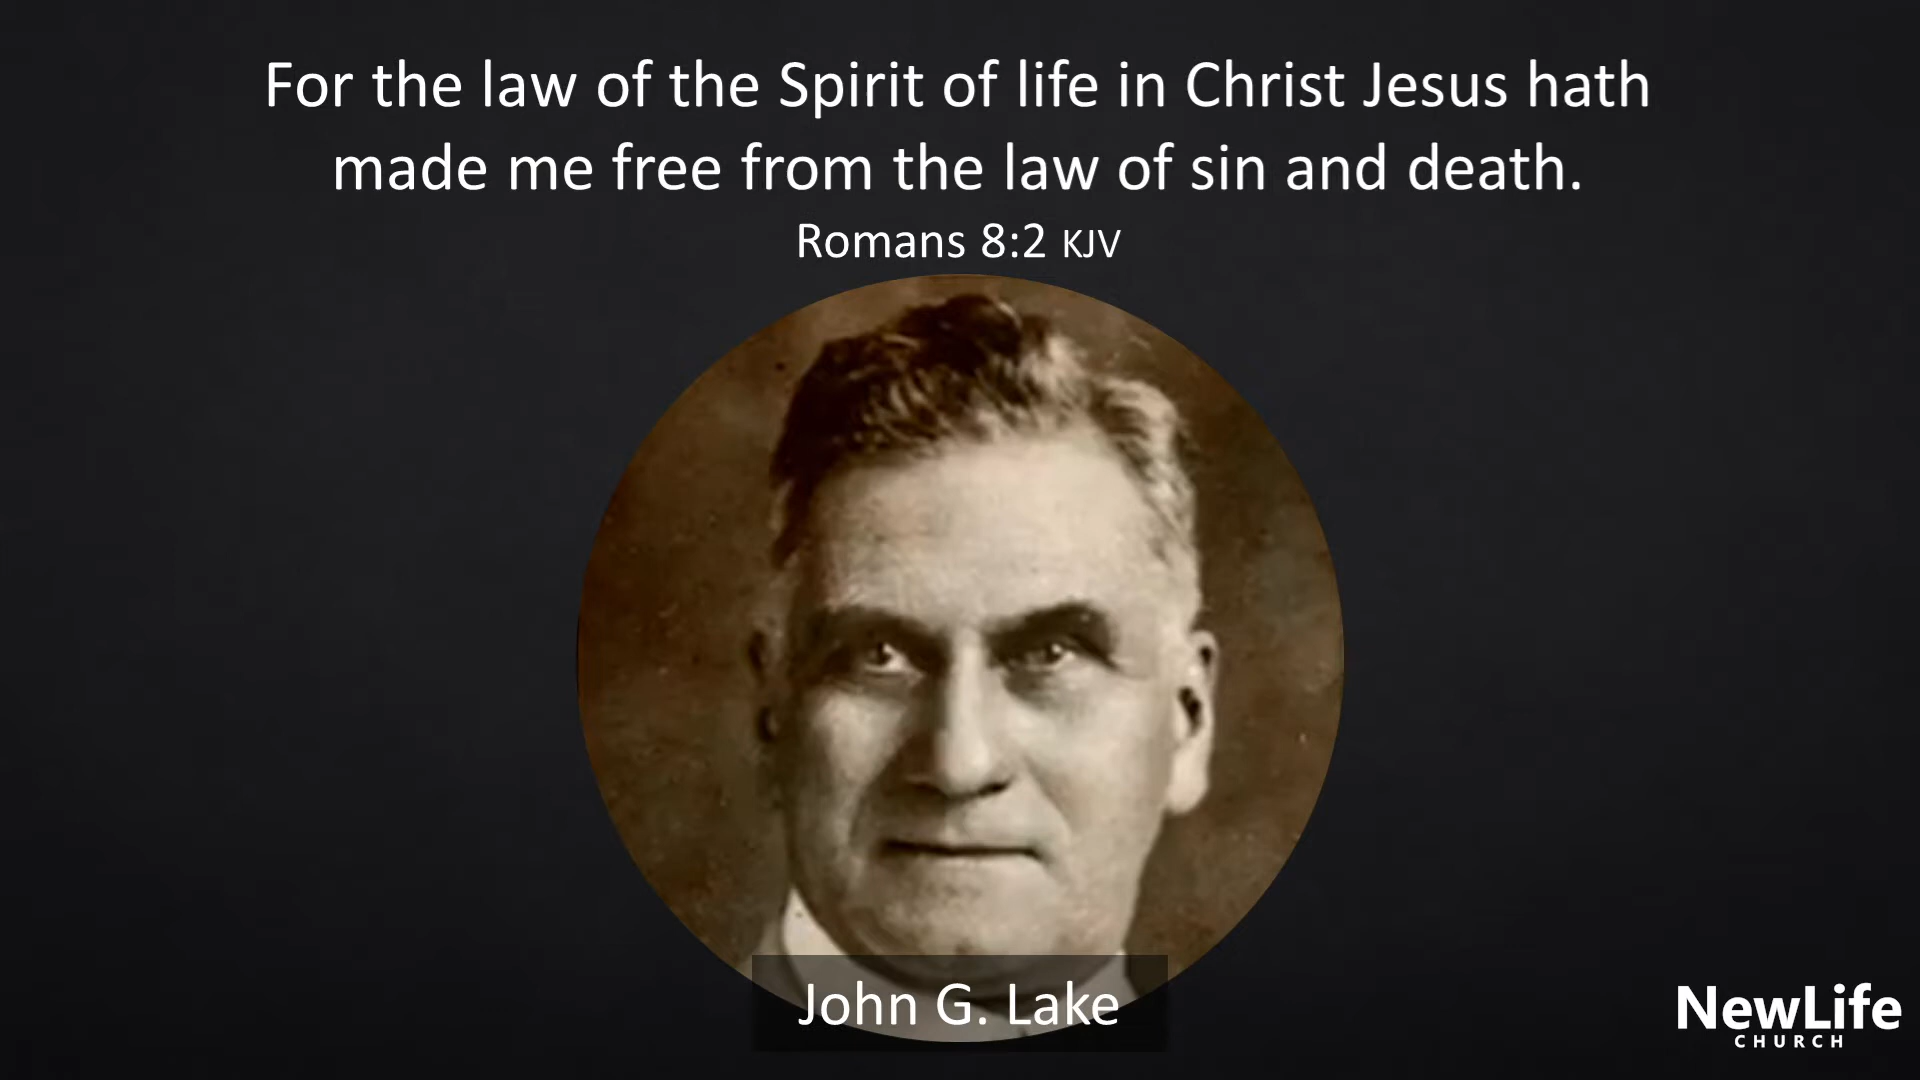 For the law of the Spirit of life in Christ Jesus hath
made me free from the law of sin and death.
Romans 8:2 KJV
John G. Lake
NewLife
CHURCH